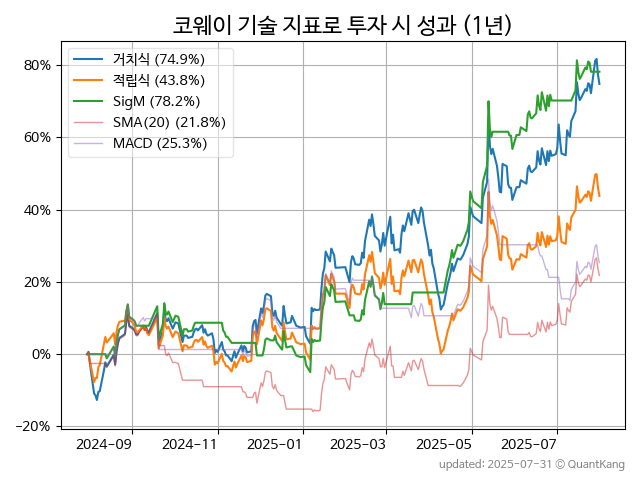 코웨이 기술 지표로 투자 시 성과 (1년)
거치식 (74.9%)
적립식 (43.8%)
SigM (78.2%)
SMA(20) (21.8%)
MACD (25.3%)
80%
60%
40%
20%
0%
−20%
2024-09 2024-11 2025-01 2025-03 2025-05 2025-07
updated: 2025-07-31 © QuantKang